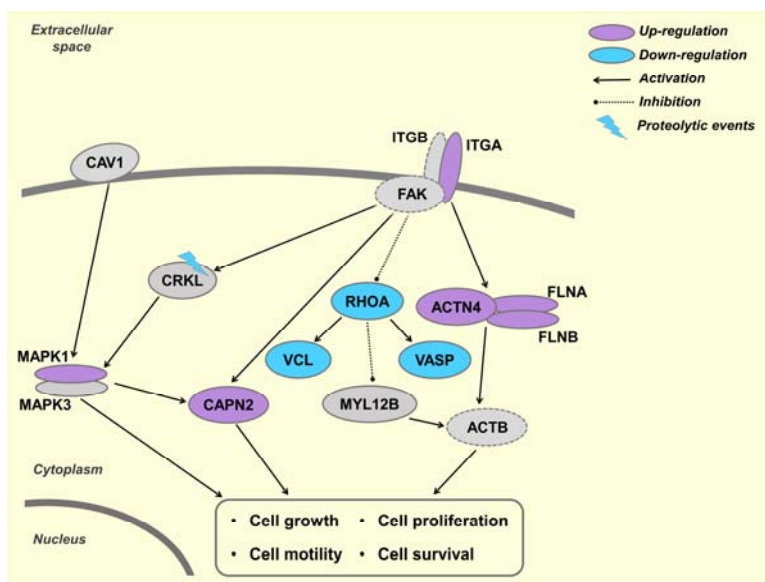 Extracellular
space
Up-regulation
Down-regulation
Activation
Inhibition
Proteolytic events
ITGB
ITGA
CAV1
FAK
CRKL
RHOA
ACTN4
FLNA
FLNB
VCL
VASP
MAPK1
MAPK3
CAPN2
MYL12B
ACTB
Cytoplasm
Nucleus
- Cell growth - Cell proliferation
• Cell motility • Cell survival